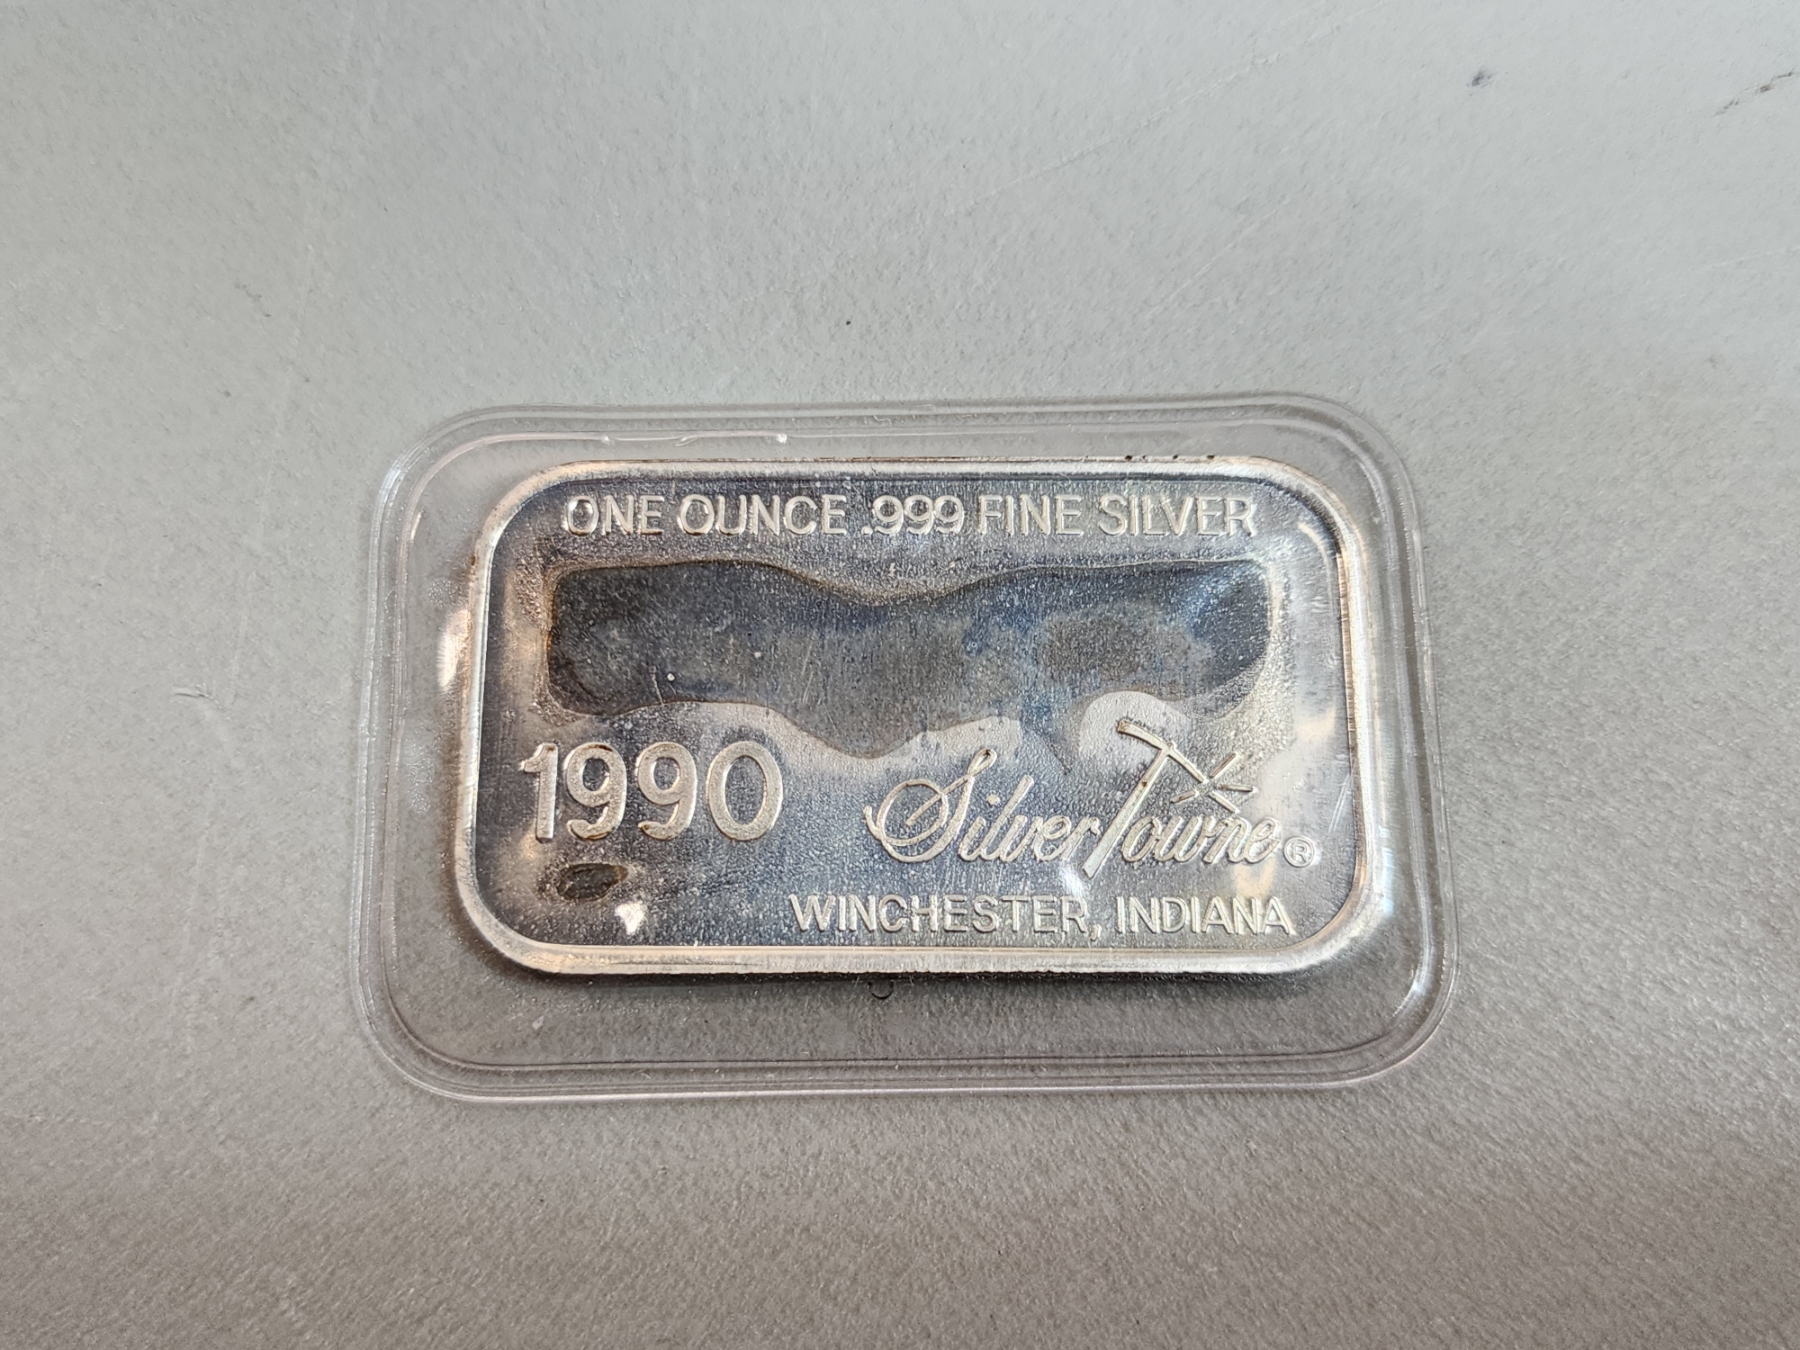 ONE OUNCE .999 FINE SILVER
1990
SilverTowne®
WINCHESTER, INDIANA